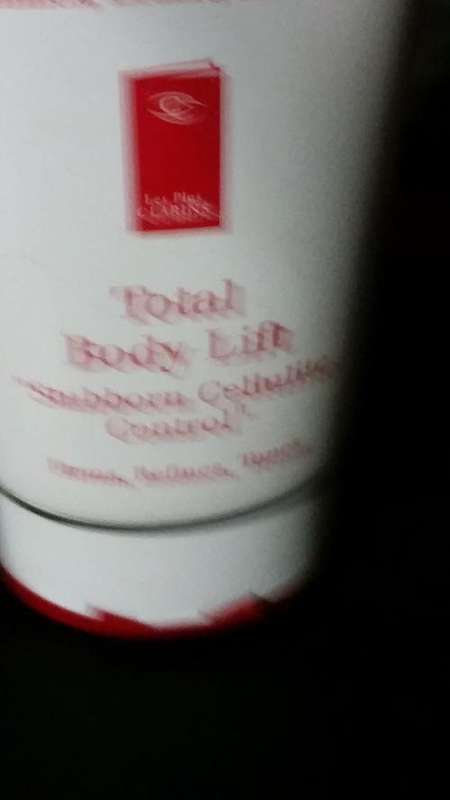 Les Plus
CLARINS
Total
Body Lift
"Stubborn Cellulite
Control".